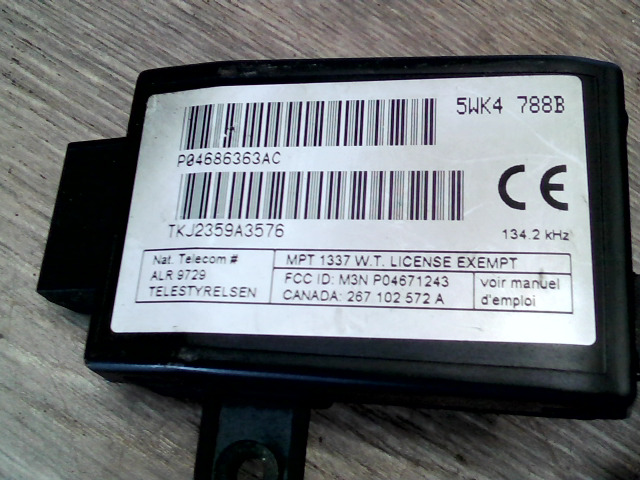 5WK4 788B
P04686363AC
TKJ2359A3576
CE
134.2 kHz
Nat. Telecom #
ALR 9729
TELESTYRELSEN
MPT 1337 W.T. LICENSE EXEMPT
FCC ID: M3N P04671243
CANADA: 267 102 572 A
voir manuel
d'emploi